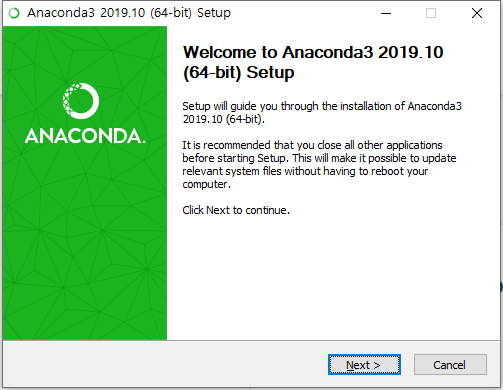 Anaconda3 2019.10 (64-bit) Setup
ANACONDA.
Welcome to Anaconda3 2019.10
(64-bit) Setup
Setup will guide you through the installation of Anaconda3
2019.10 (64-bit).
It is recommended that you close all other applications
before starting Setup. This will make it possible to update
relevant system files without having to reboot your
computer.
Click Next to continue.
Next >
Cancel